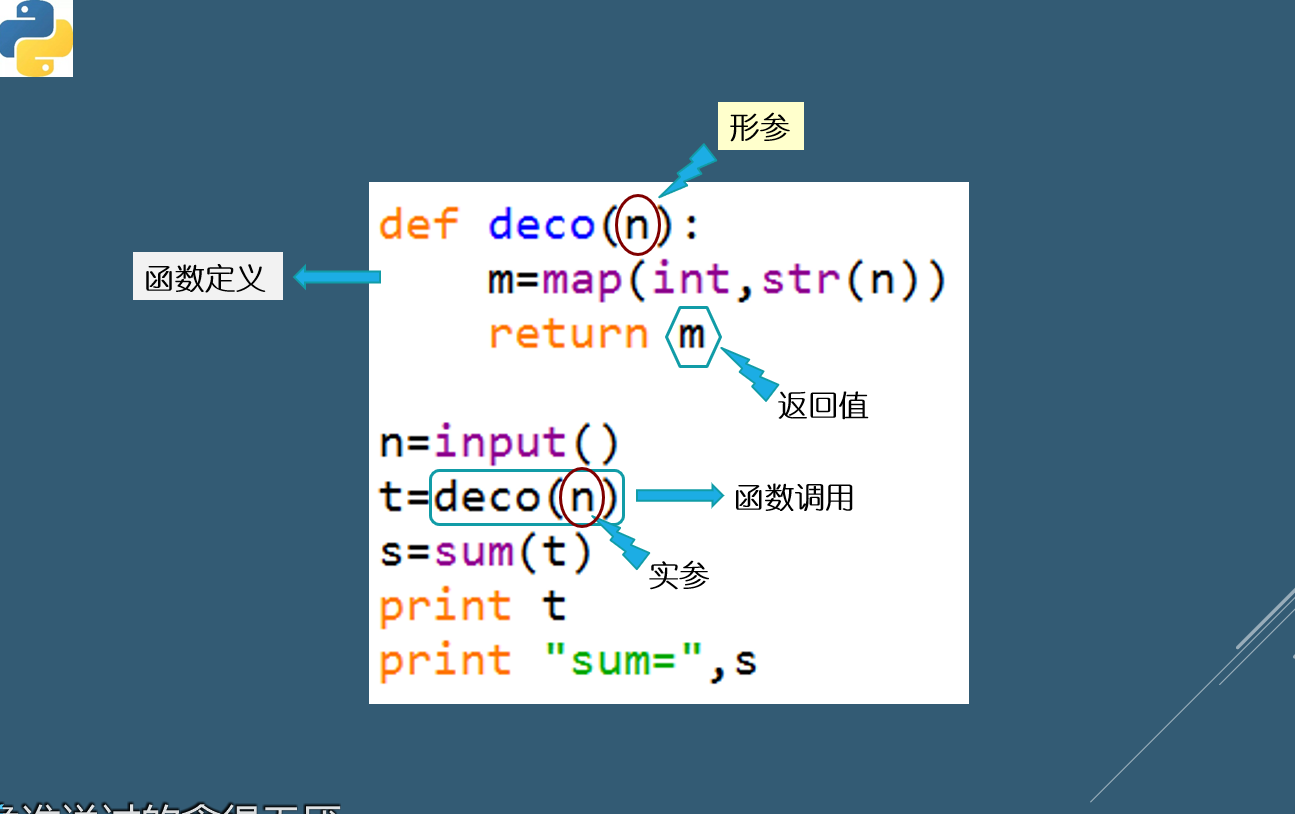 形参
def deco(n):
函数定义
    m=map(int,str(n))
    return m
返回值
n=input()
t=deco(n)
函数调用
s=sum(t)
实参
print t
print "sum=",s